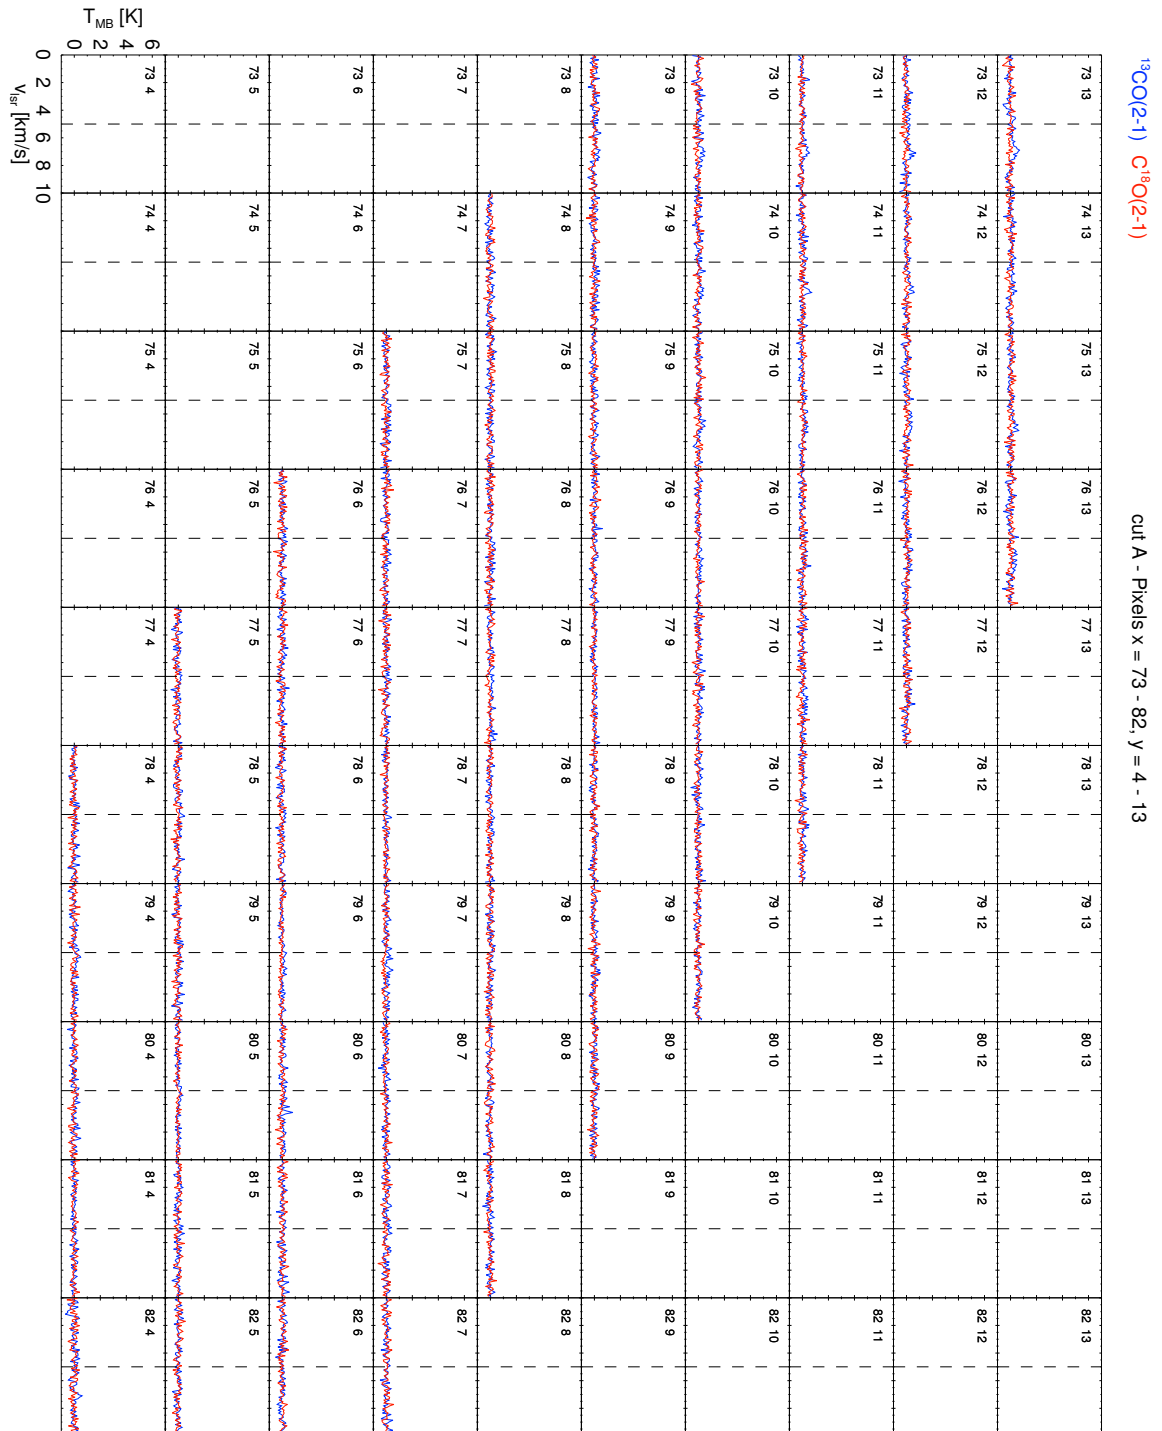 ¹³CO(2-1) C¹⁸O(2-1) cut A - Pixels x = 73 - 82, y = 4 - 13
73 13 74 13 75 13 76 13 77 13 78 13 79 13 80 13 81 13 82 13
73 12 74 12 75 12 76 12 77 12 78 12 79 12 80 12 81 12 82 12
73 11 74 11 75 11 76 11 77 11 78 11 79 11 80 11 81 11 82 11
73 10 74 10 75 10 76 10 77 10 78 10 79 10 80 10 81 10 82 10
73 9 74 9 75 9 76 9 77 9 78 9 79 9 80 9 81 9 82 9
73 8 74 8 75 8 76 8 77 8 78 8 79 8 80 8 81 8 82 8
73 7 74 7 75 7 76 7 77 7 78 7 79 7 80 7 81 7 82 7
73 6 74 6 75 6 76 6 77 6 78 6 79 6 80 6 81 6 82 6
73 5 74 5 75 5 76 5 77 5 78 5 79 5 80 5 81 5 82 5
73 4 74 4 75 4 76 4 77 4 78 4 79 4 80 4 81 4 82 4
6
4
2
0
T_MB [K]
0 2 4 6 8 10
v_lsr [km/s]